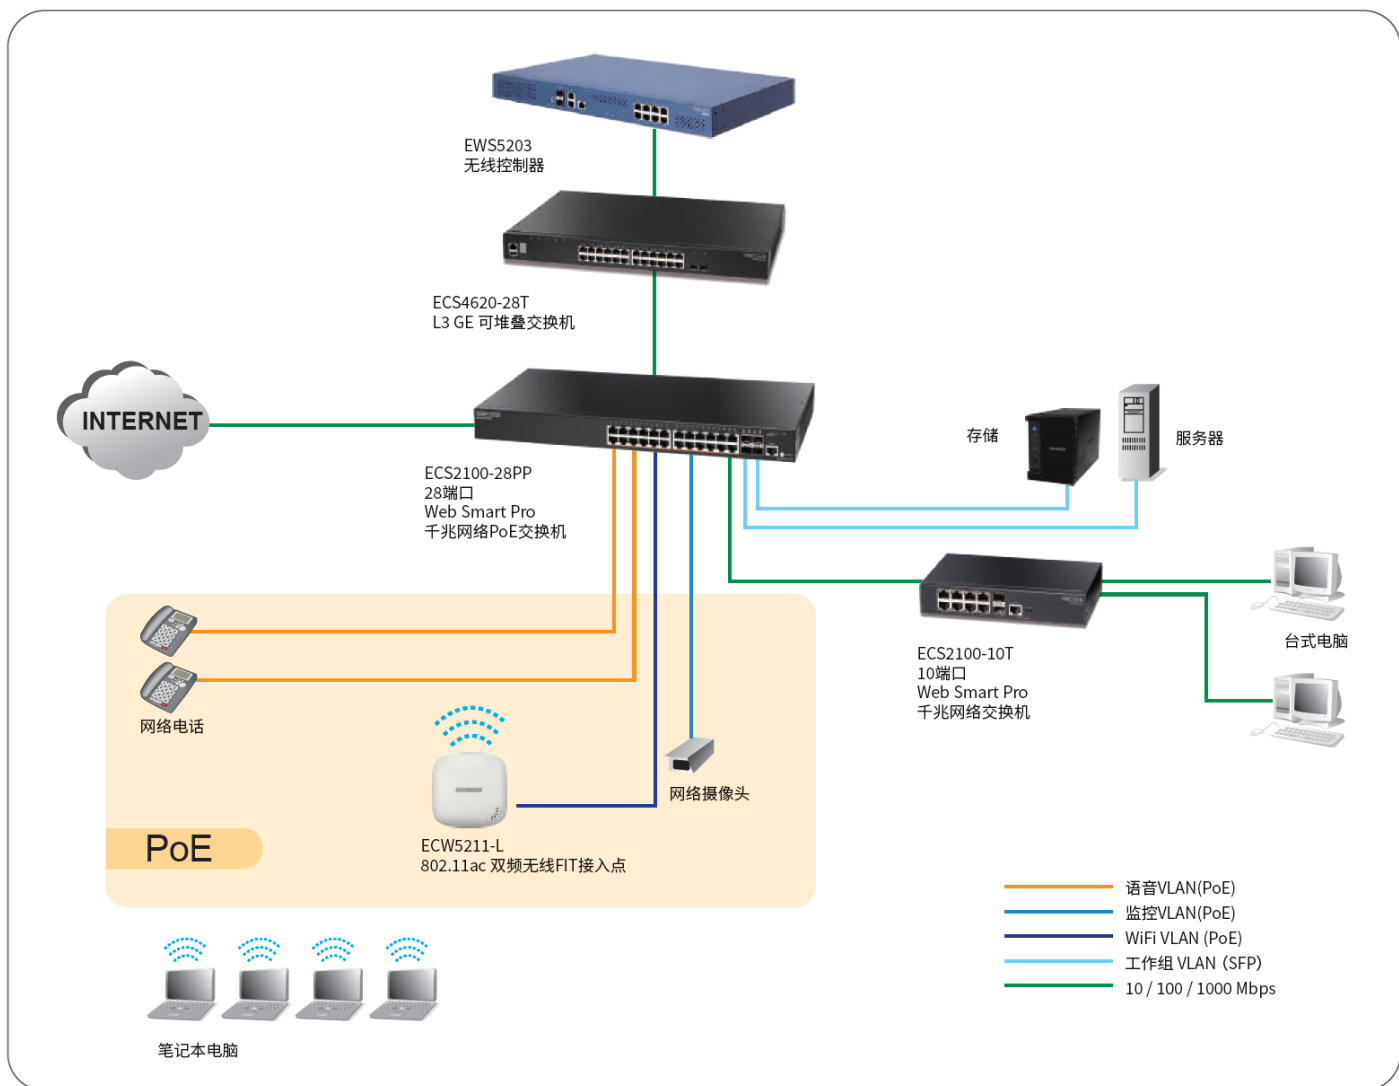 EWS5203
无线控制器
ECS4620-28T
L3 GE 可堆叠交换机
INTERNET
ECS2100-28PP
28端口
Web Smart Pro
千兆网络PoE交换机
存储
服务器
ECS2100-10T
10端口
Web Smart Pro
千兆网络交换机
台式电脑
网络电话
网络摄像头
PoE
ECW5211-L
802.11ac 双频无线FIT接入点
笔记本电脑
语音VLAN(PoE)
监控VLAN(PoE)
WiFi VLAN (PoE)
工作组 VLAN（SFP）
10 / 100 / 1000 Mbps